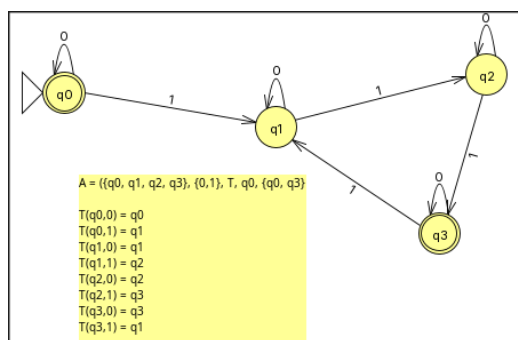 0
0
q0
1
0
q1
1
q2
1
0
q3
1
A = ({q0, q1, q2, q3}, {0,1}, T, q0, {q0, q3}
T(q0,0) = q0
T(q0,1) = q1
T(q1,0) = q1
T(q1,1) = q2
T(q2,0) = q2
T(q2,1) = q3
T(q3,0) = q3
T(q3,1) = q1